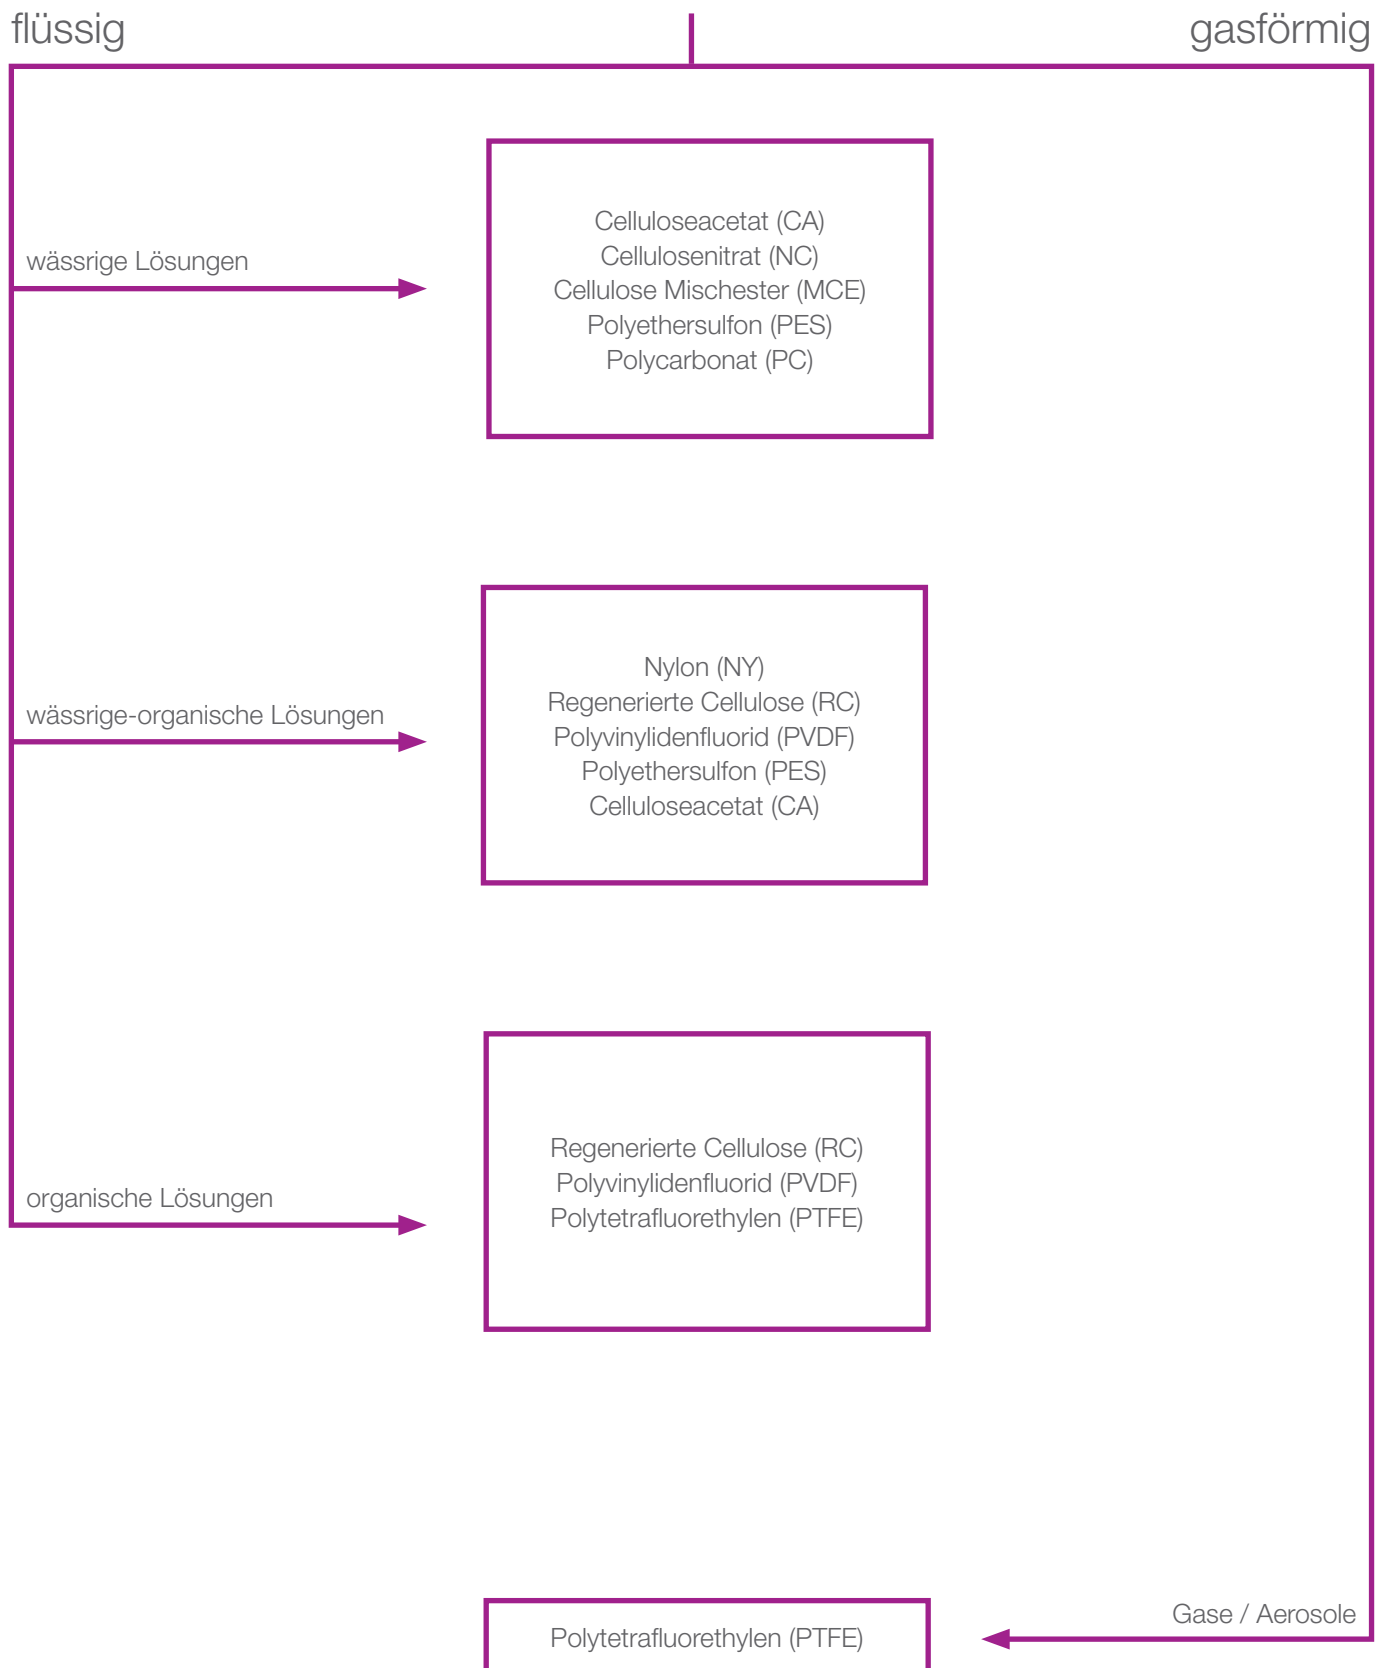 flüssig
gasförmig
wässrige Lösungen
Celluloseacetat (CA)
Cellulosenitrat (NC)
Cellulose Mischester (MCE)
Polyethersulfon (PES)
Polycarbonat (PC)
wässrige-organische Lösungen
Nylon (NY)
Regenerierte Cellulose (RC)
Polyvinylidenfluorid (PVDF)
Polyethersulfon (PES)
Celluloseacetat (CA)
organische Lösungen
Regenerierte Cellulose (RC)
Polyvinylidenfluorid (PVDF)
Polytetrafluorethylen (PTFE)
Gase / Aerosole
Polytetrafluorethylen (PTFE)